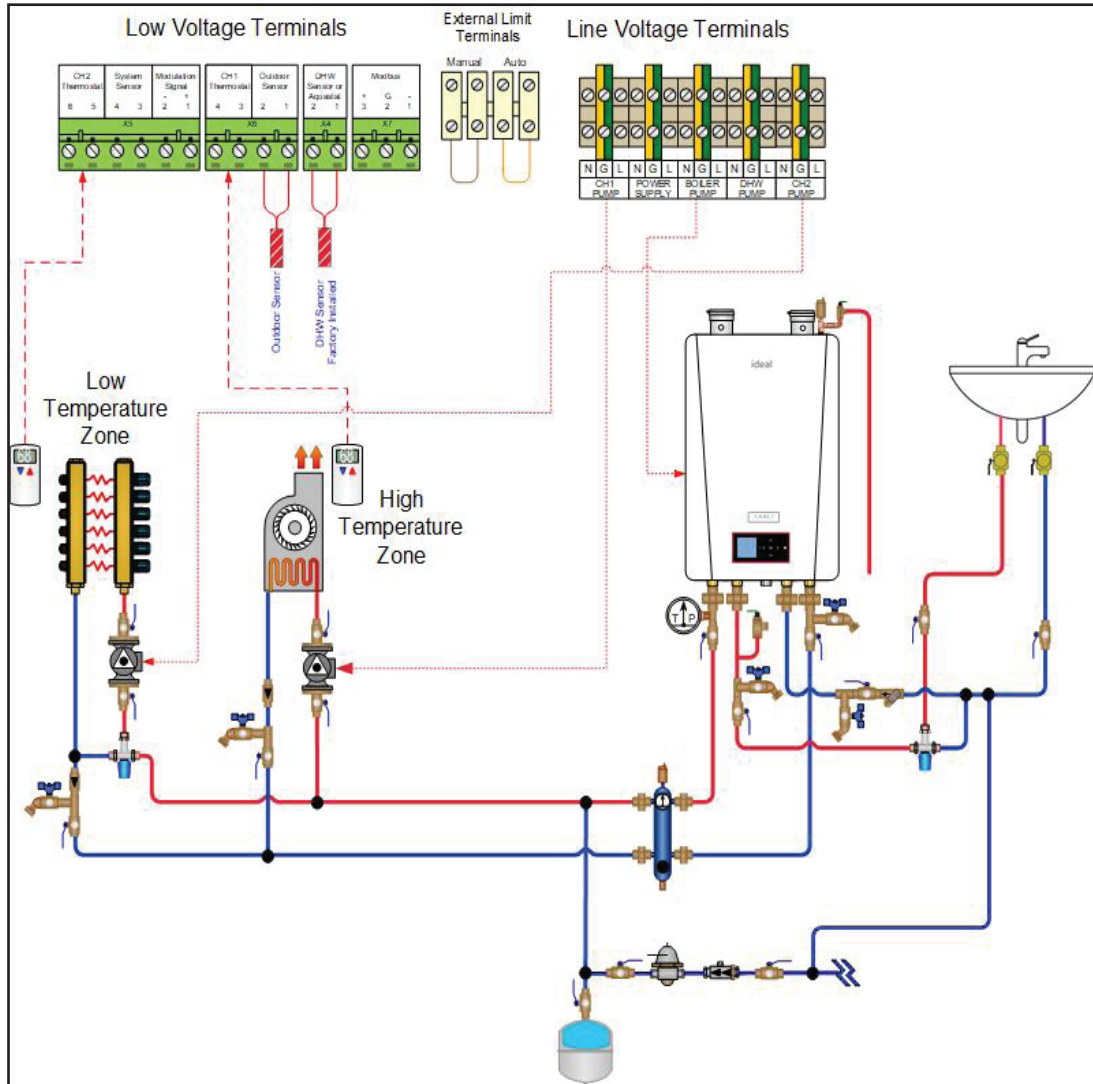 Low Voltage Terminals
External Limit
Terminals
Line Voltage Terminals
Manual Auto
CH2
Thermostat
System
Sensor
Modulation
Signal
- +
6 5 4 3 2 1
X5
CH1
Thermostat
Outdoor
Sensor
4 3 2 1
X6
DHW
Sensor or
Aquastat
2 1
X4
Modbus
+ G -
3 2 1
X7
N G L N G L N G L N G L N G L
CH1
PUMP
POWER
SUPPLY
BOILER
PUMP
DHW
PUMP
CH2
PUMP
Outdoor Sensor
DHW Sensor
Factory Installed
Low
Temperature
Zone
High
Temperature
Zone
ideal
T P